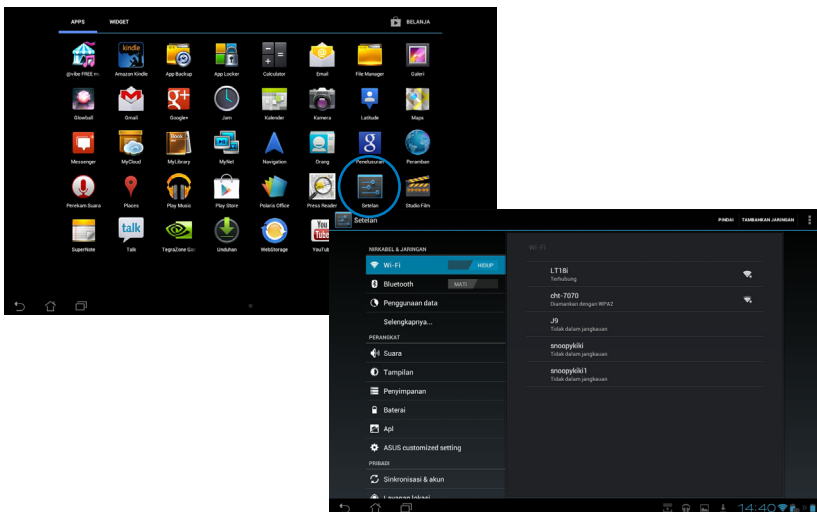 APPS WIDGET BELANJA
@vibe FREE m Amazon Kindle App Backup App Locker Calculator Email File Manager Galeri
Glowball Gmail Google+ Jam Kalender Kamera Latitude Maps
Messenger MyCloud MyLibrary MyNet Navigation Orang Penelusuran Peramban
Perekam Suara Places Play Music Play Store Polaris Office Press Reader Setelan Studio Film
SuperNote Talk TegraZone Unduhan WebStorage YouTub
Setelan PINDAI TAMBAHKAN JARINGAN
NIRKABEL & JARINGAN
Wi-Fi HIDUP
Bluetooth MATI
Penggunaan data
Selengkapnya...
PERANGKAT
Suara
Tampilan
Penyimpanan
Baterai
Apl
ASUS customized setting
PRIBADI
Sinkronisasi & akun
Layanan lokasi
Wi-Fi
LT18i
Terhubung
cht-7070
Diamankan dengan WPA2
J9
Tidak dalam jangkauan
snoopykiki
Tidak dalam jangkauan
snoopykiki1
Tidak dalam jangkauan
14:40